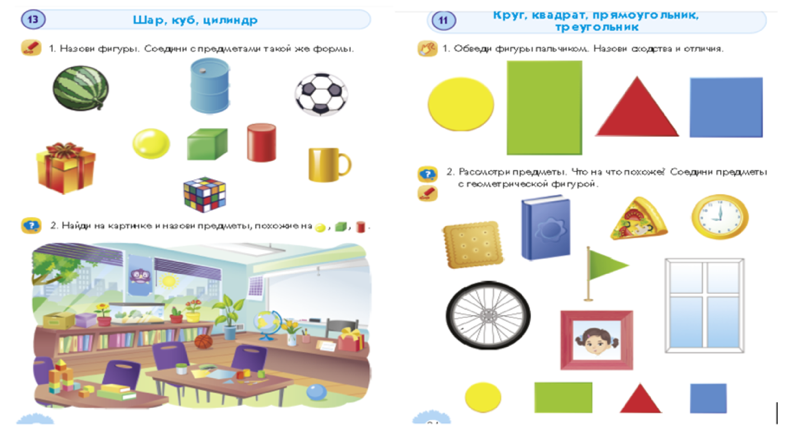 13
Шар, куб, цилиндр
1. Назови фигуры. Соедини с предметами такой же формы.
2. Найди на картинке и назови предметы, похожие на , , .
11
Круг, квадрат, прямоугольник,
треугольник
1. Обведи фигуры пальчиком. Назови сходства и отличия.
2. Рассмотри предметы. Что на что похоже? Соедини предметы
с геометрической фигурой.